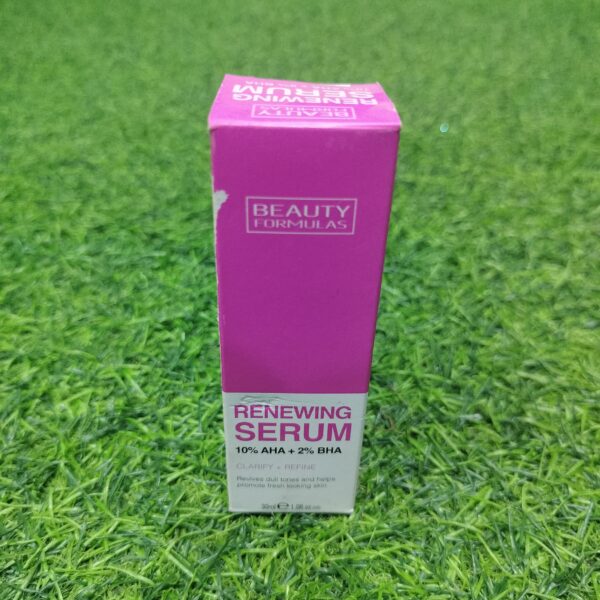 RENEWING
SERUM
BEAUTY
FORMULAS
BEAUTY
FORMULAS
RENEWING
SERUM
10% AHA + 2% BHA
CLARIFY + REFINE
Revives dull tones and helps
promote fresh looking skin.
30ml